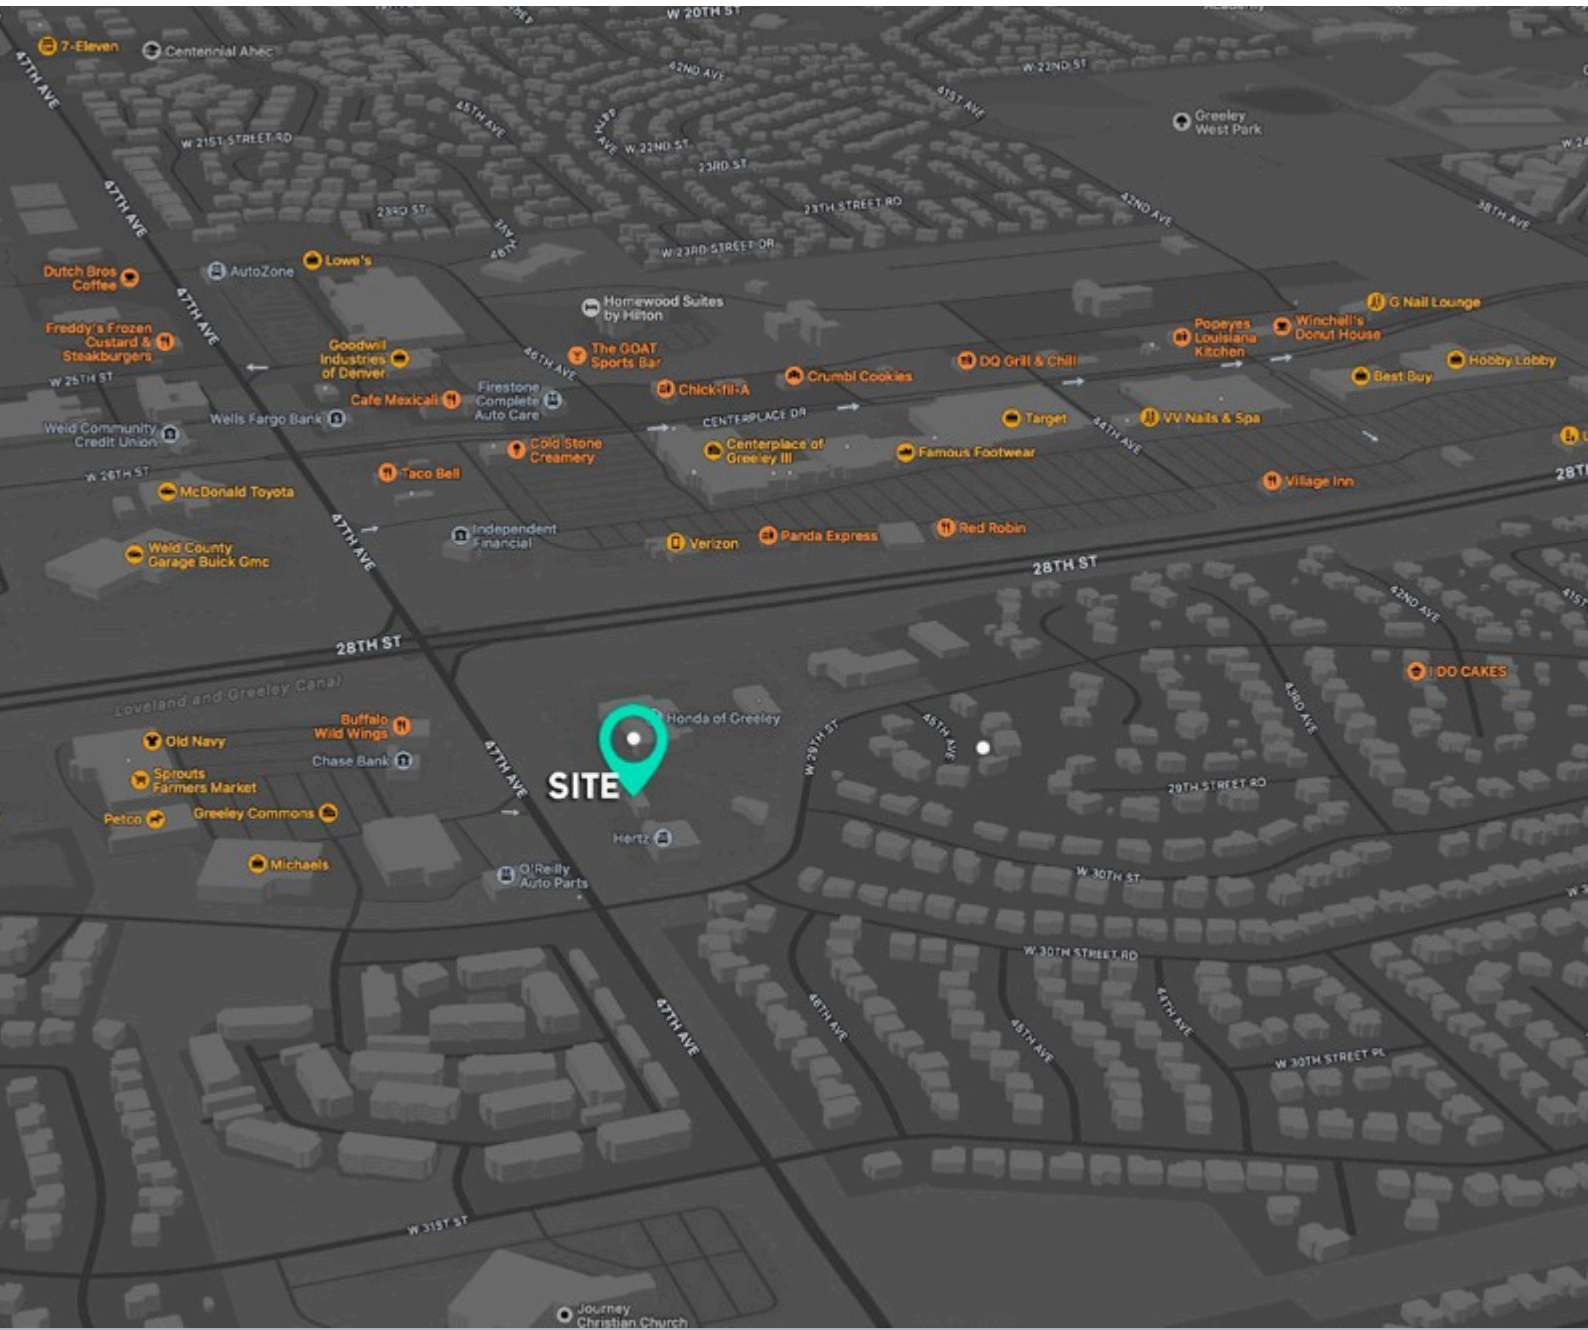 W 20TH ST
7-Eleven
Centennial Ahec
42ND AVE
W 22ND ST
47TH AVE
45TH AVE
41ST AVE
Greeley
West Park
W 21ST STREET RD
W 22ND ST
23RD ST
47TH AVE
23RD ST
23TH STREET RD
42ND AVE
38TH AVE
W 23RD STREET DR
Dutch Bros
Coffee
AutoZone
Lowe's
47TH AVE
Homewood Suites
by Hilton
G Nail Lounge
Freddy's Frozen
Custard &
Steakburgers
Goodwill
Industries
of Denver
46TH AVE
The GOAT
Sports Bar
Popeyes
Louisiana
Kitchen
Winchell's
Donut House
W 25TH ST
Cafe Mexicali
Firestone
Complete
Auto Care
Chick-fil-A
Crumbl Cookies
DQ Grill & Chill
Best Buy
Hobby Lobby
Weld Community
Credit Union
Wells Fargo Bank
CENTERPLACE DR
Target
44TH AVE
VV Nails & Spa
Cold Stone
Creamery
Centerplace of
Greeley III
Famous Footwear
W 26TH ST
Taco Bell
Village Inn
28TH
McDonald Toyota
47TH AVE
Independent
Financial
Verizon
Panda Express
Red Robin
Weld County
Garage Buick Gmc
28TH ST
28TH ST
42ND AVE
41ST
Loveland and Greeley Canal
I DO CAKES
43RD AVE
Buffalo
Wild Wings
Honda of Greeley
W 29TH ST
45TH AVE
Old Navy
Chase Bank
47TH AVE
SITE
Sprouts
Farmers Market
29TH STREET RD
Petco
Greeley Commons
Hertz
Michaels
O'Reilly
Auto Parts
W 30TH ST
W 30TH STREET RD
47TH AVE
46TH AVE
45TH AVE
44TH AVE
W 30TH STREET PL
W 31ST ST
Journey
Christian Church